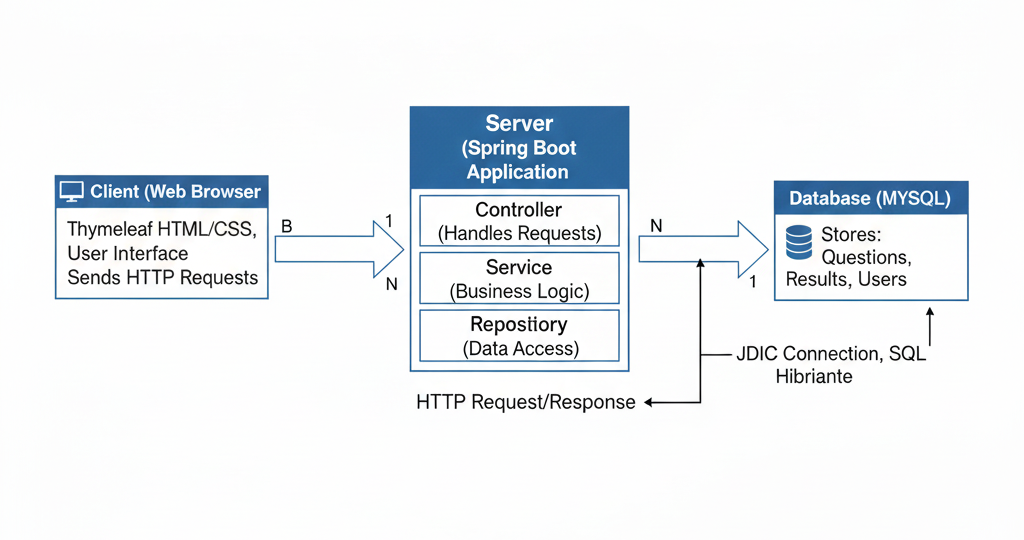 Client (Web Browser
Thymeleaf HTML/CSS,
User Interface
Sends HTTP Requests
B
1
N
Server
(Spring Boot
Application
Controller
(Handles Requests)
Service
(Business Logic)
Repostiory
(Data Access)
N
1
Database (MYSQL)
Stores:
Questions,
Results, Users
JDIC Connection, SQL
Hibriante
HTTP Request/Response